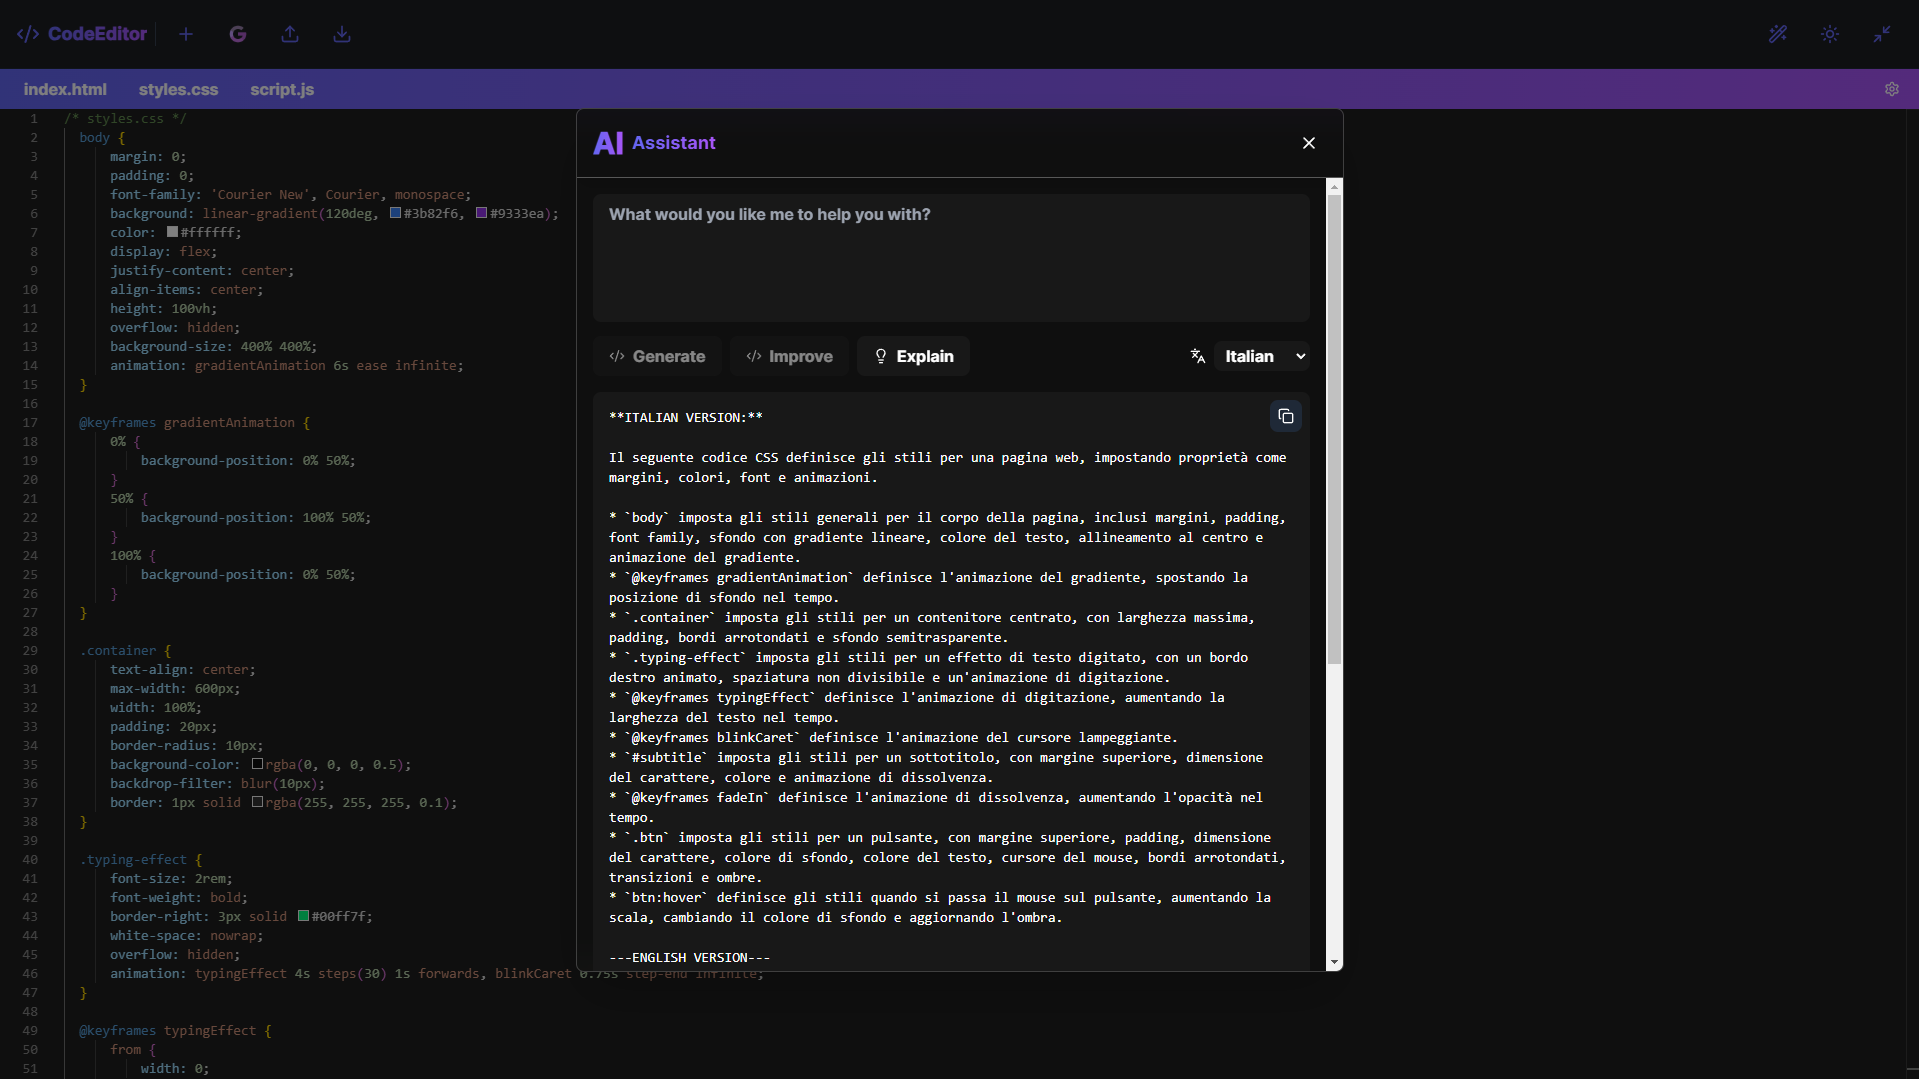 </> CodeEditor
index.html styles.css script.js
1 /* styles.css */
2 body {
3 margin: 0;
4 padding: 0;
5 font-family: 'Courier New', Courier, monospace;
6 background: linear-gradient(120deg, #3b82f6, #9333ea);
7 color: #ffffff;
8 display: flex;
9 justify-content: center;
10 align-items: center;
11 height: 100vh;
12 overflow: hidden;
13 background-size: 400% 400%;
14 animation: gradientAnimation 6s ease infinite;
15 }
16
17 @keyframes gradientAnimation {
18 0% {
19 background-position: 0% 50%;
20 }
21 50% {
22 background-position: 100% 50%;
23 }
24 100% {
25 background-position: 0% 50%;
26 }
27 }
28
29 .container {
30 text-align: center;
31 max-width: 600px;
32 width: 100%;
33 padding: 20px;
34 border-radius: 10px;
35 background-color: rgba(0, 0, 0, 0.5);
36 backdrop-filter: blur(10px);
37 border: 1px solid rgba(255, 255, 255, 0.1);
38 }
39
40 .typing-effect {
41 font-size: 2rem;
42 font-weight: bold;
43 border-right: 3px solid #00ff7f;
44 white-space: nowrap;
45 overflow: hidden;
46 animation: typingEffect 4s steps(30) 1s forwards, blinkCaret 0.75s step-end infinite;
47 }
48
49 @keyframes typingEffect {
50 from {
51 width: 0;
AI Assistant
What would you like me to help you with?
</> Generate </> Improve Explain Italian
**ITALIAN VERSION:**
Il seguente codice CSS definisce gli stili per una pagina web, impostando proprietà come
margini, colori, font e animazioni.
* `body` imposta gli stili generali per il corpo della pagina, inclusi margini, padding,
font family, sfondo con gradiente lineare, colore del testo, allineamento al centro e
animazione del gradiente.
* `@keyframes gradientAnimation` definisce l'animazione del gradiente, spostando la
posizione di sfondo nel tempo.
* `.container` imposta gli stili per un contenitore centrato, con larghezza massima,
padding, bordi arrotondati e sfondo semitrasparente.
* `.typing-effect` imposta gli stili per un effetto di testo digitato, con un bordo
destro animato, spaziatura non divisibile e un'animazione di digitazione.
* `@keyframes typingEffect` definisce l'animazione di digitazione, aumentando la
larghezza del testo nel tempo.
* `@keyframes blinkCaret` definisce l'animazione del cursore lampeggiante.
* `#subtitle` imposta gli stili per un sottotitolo, con margine superiore, dimensione
del carattere, colore e animazione di dissolvenza.
* `@keyframes fadeIn` definisce l'animazione di dissolvenza, aumentando l'opacità nel
tempo.
* `.btn` imposta gli stili per un pulsante, con margine superiore, padding, dimensione
del carattere, colore di sfondo, colore del testo, cursore del mouse, bordi arrotondati,
transizioni e ombre.
* `btn:hover` definisce gli stili quando si passa il mouse sul pulsante, aumentando la
scala, cambiando il colore di sfondo e aggiornando l'ombra.
---ENGLISH VERSION---